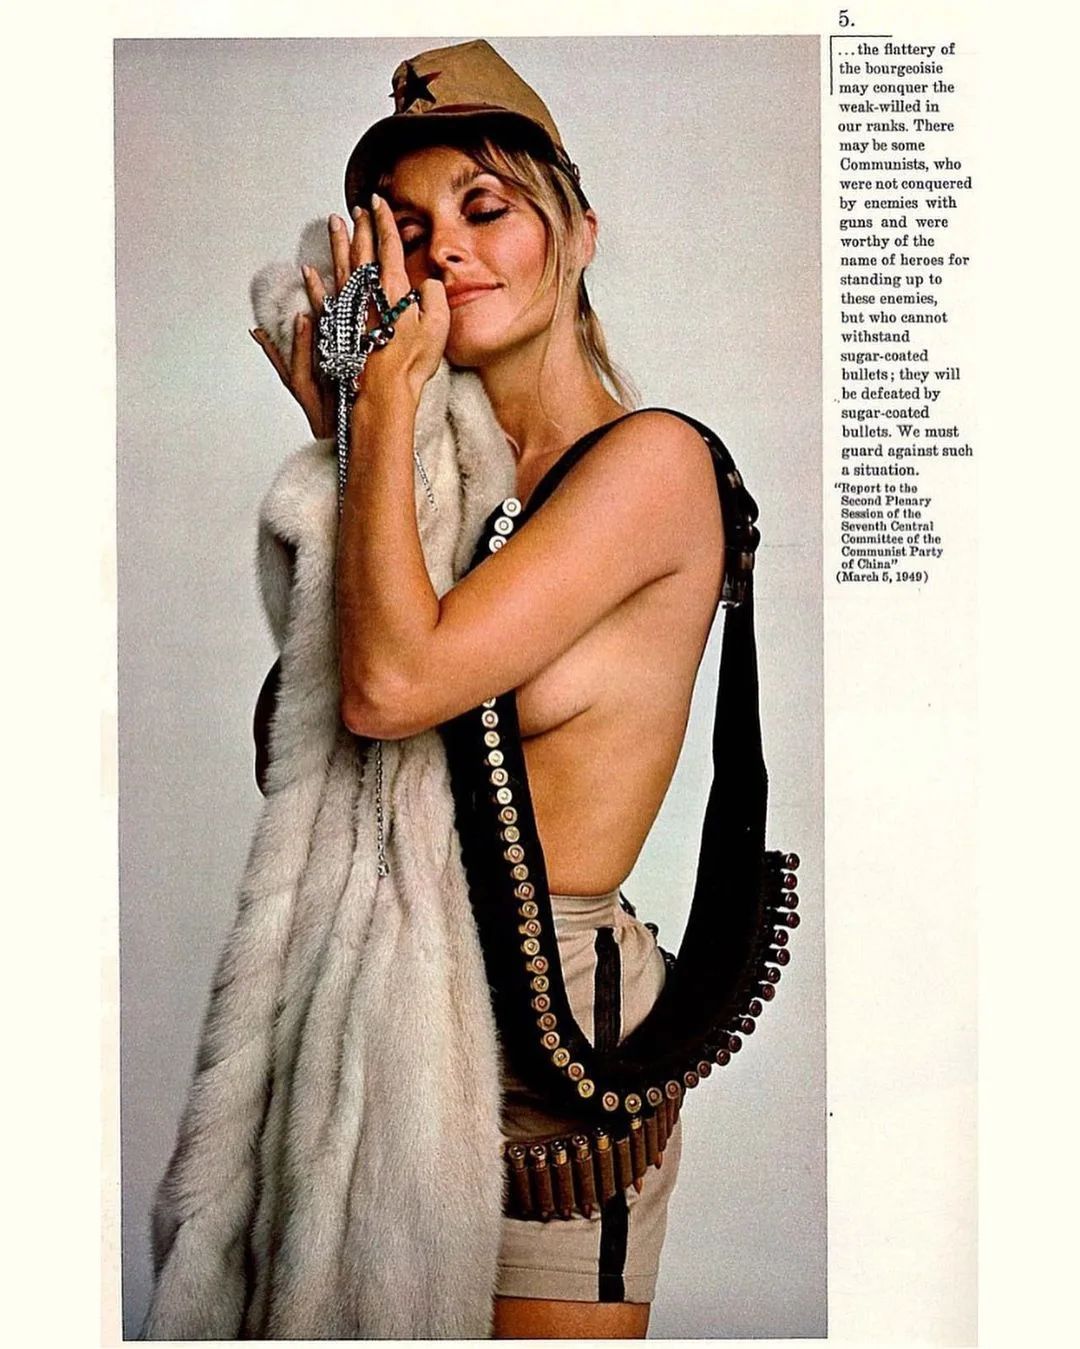 5.
...the flattery of
the bourgeoisie
may conquer the
weak-willed in
our ranks. There
may be some
Communists, who
were not conquered
by enemies with
guns and were
worthy of the
name of heroes for
standing up to
these enemies,
but who cannot
withstand
sugar-coated
bullets; they will
be defeated by
sugar-coated
bullets. We must
guard against such
a situation.
"Report to the
Second Plenary
Session of the
Seventh Central
Committee of the
Communist Party
of China"
(March 5, 1949)